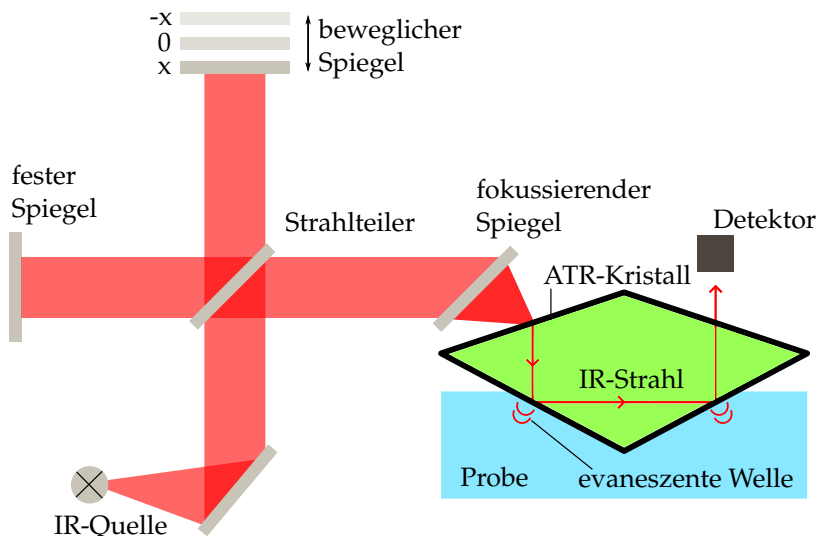 -x
0
x
beweglicher
Spiegel
fester
Spiegel
Strahlteiler
fokussierender
Spiegel
Detektor
ATR-Kristall
IR-Strahl
Probe
evaneszente Welle
IR-Quelle